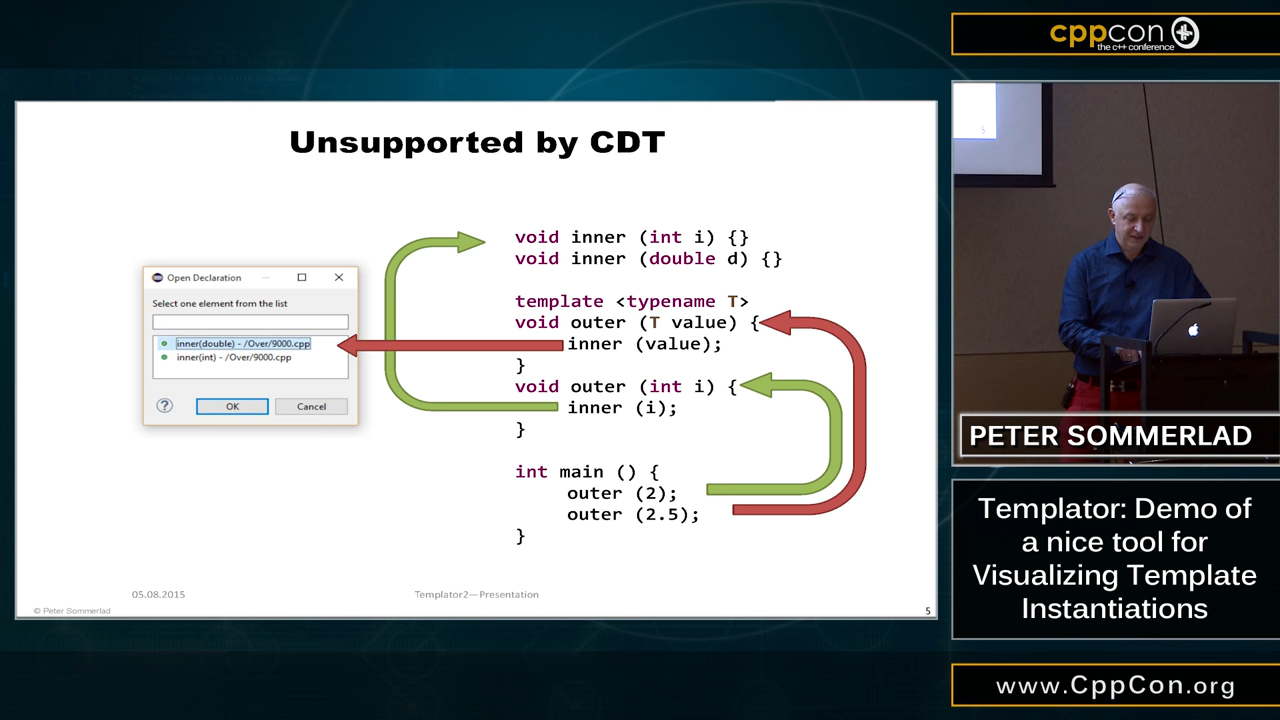 Unsupported by CDT
void inner (int i) {}
void inner (double d) {}
template <typename T>
void outer (T value) {
inner (value);
}
void outer (int i) {
inner (i);
}
int main () {
outer (2);
outer (2.5);
}
Open Declaration
Select one element from the list
inner(double) - /Over/9000.cpp
inner(int) - /Over/9000.cpp
?
OK
Cancel
05.08.2015
Templator2—Presentation
© Peter Sommerlad
5
cppcon
the c++ conference
PETER SOMMERLAD
Templator: Demo of
a nice tool for
Visualizing Template
Instantiations
www.CppCon.org